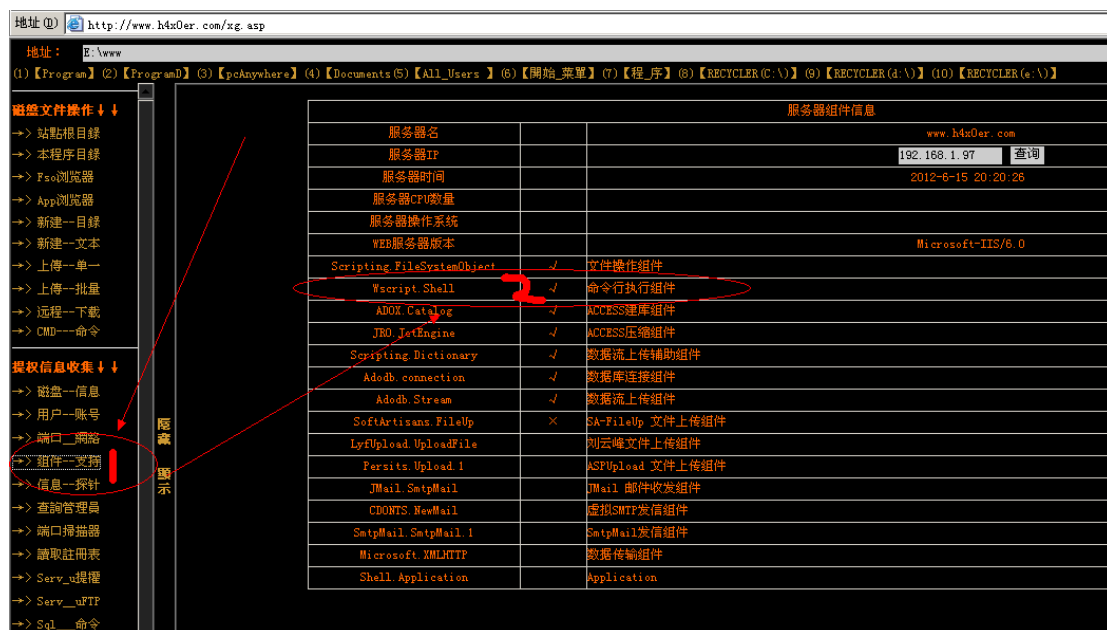 地址(D) http://www.h4x0er.com/xg.asp
地址： E:\www
(1)【Program】(2)【ProgramD】(3)【pcAnywhere】(4)【Documents(5)【All_Users 】(6)【開始_菜單】(7)【程_序】(8)【RECYCLER(C:\)】(9)【RECYCLER(d:\)】(10)【RECYCLER(e:\)】
磁盤文件操作↓↓
→> 站點根目錄
→> 本程序目錄
→> Fso浏览器
→> App浏览器
→> 新建--目錄
→> 新建--文本
→> 上傳--单一
→> 上傳--批量
→> 远程--下载
→> CMD---命令
提权信息收集↓↓
→> 磁盘--信息
→> 用户--账号
→> 端口__網絡
→> 组件--支持
→> 信息--探针
→> 查詢管理員
→> 端口掃描器
→> 讀取註冊表
→> Serv_u提權
→> Serv__uFTP
→> Sql___命令
1
隱藏
顯示
服务器组件信息
服务器名 www.h4x0er.com
服务器IP 192.168.1.97 查询
服务器时间 2012-6-15 20:20:26
服务器CPU数量
服务器操作系统
WEB服务器版本 Microsoft-IIS/6.0
Scripting.FileSystemObject √ 文件操作组件
Wscript.Shell √ 命令行执行组件
2
ADOX.Catalog √ ACCESS建库组件
JRO.JetEngine √ ACCESS压缩组件
Scripting.Dictionary √ 数据流上传辅助组件
Adodb.connection √ 数据库连接组件
Adodb.Stream √ 数据流上传组件
SoftArtisans.FileUp × SA-FileUp 文件上传组件
LyfUpload.UploadFile 刘云峰文件上传组件
Persits.Upload.1 ASPUpload 文件上传组件
JMail.SmtpMail JMail 邮件收发组件
CDONTS.NewMail 虚拟SMTP发信组件
SmtpMail.SmtpMail.1 SmtpMail发信组件
Microsoft.XMLHTTP 数据传输组件
Shell.Application Application